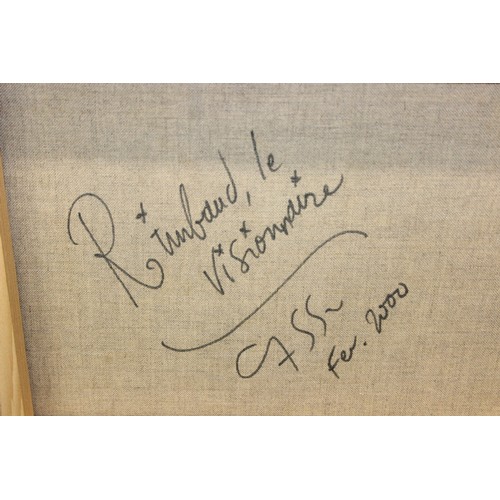 Rimbaud, le
visionnaire
Fev. 2000